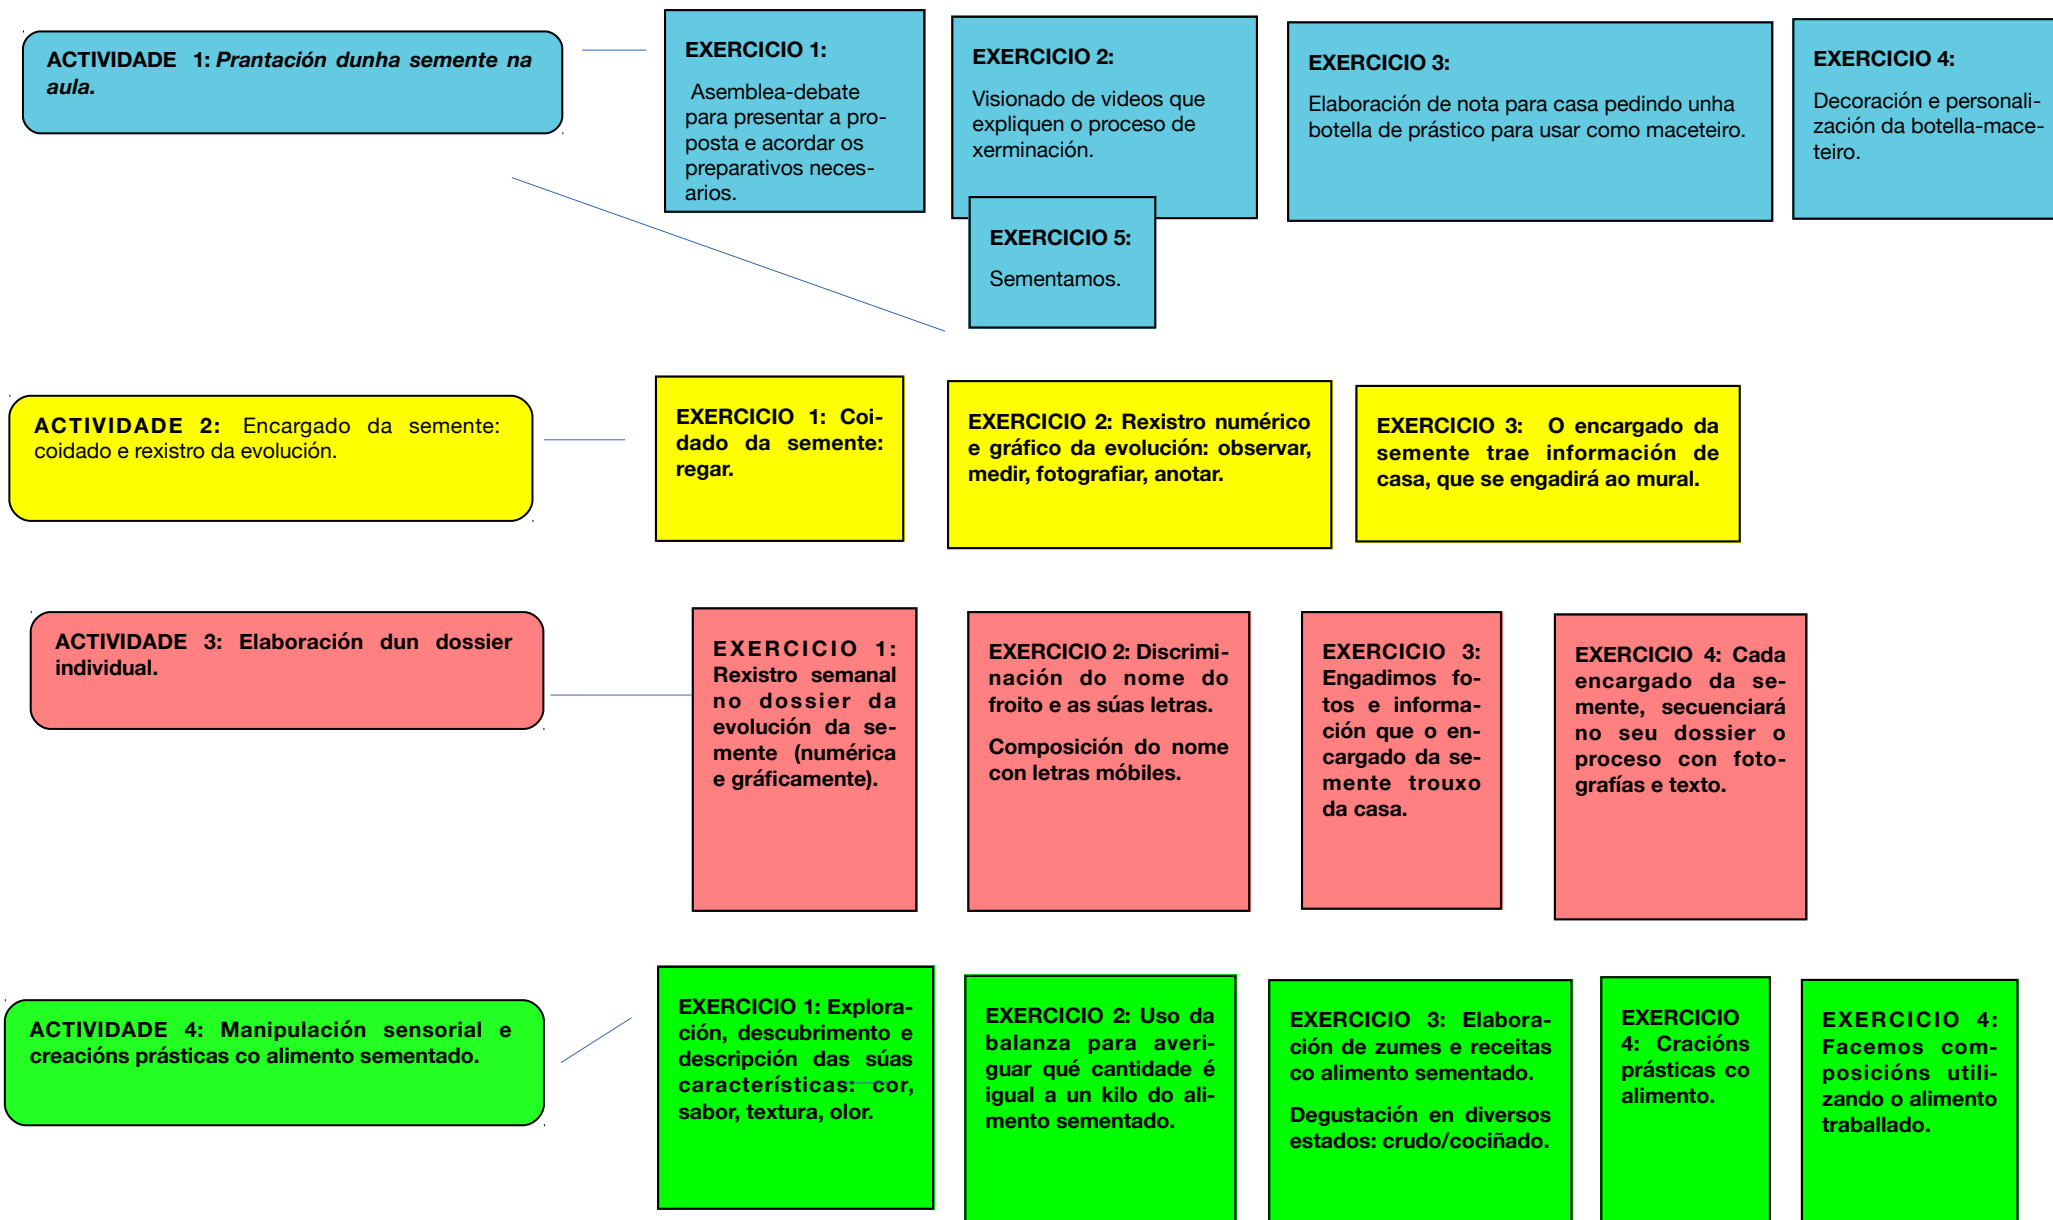 ACTIVIDADE 1: Prantación dunha semente na
aula.
EXERCICIO 1:
Asemblea-debate
para presentar a pro-
posta e acordar os
preparativos neces-
arios.
EXERCICIO 2:
Visionado de videos que
expliquen o proceso de
xerminación.
EXERCICIO 3:
Elaboración de nota para casa pedindo unha
botella de prástico para usar como maceteiro.
EXERCICIO 4:
Decoración e personali-
zación da botella-mace-
teiro.
EXERCICIO 5:
Sementamos.
ACTIVIDADE 2: Encargado da semente:
coidado e rexistro da evolución.
EXERCICIO 1: Coi-
dado da semente:
regar.
EXERCICIO 2: Rexistro numérico
e gráfico da evolución: observar,
medir, fotografiar, anotar.
EXERCICIO 3: O encargado da
semente trae información de
casa, que se engadirá ao mural.
ACTIVIDADE 3: Elaboración dun dossier
individual.
EXERCICIO 1:
Rexistro semanal
no dossier da
evolución da se-
mente (numérica
e gráficamente).
EXERCICIO 2: Discrimi-
nación do nome do
froito e as súas letras.
Composición do nome
con letras móbiles.
EXERCICIO 3:
Engadimos fo-
tos e informa-
ción que o en-
cargado da se-
mente trouxo
da casa.
EXERCICIO 4: Cada
encargado da se-
mente, secuenciará
no seu dossier o
proceso con foto-
grafías e texto.
ACTIVIDADE 4: Manipulación sensorial e
creacións prásticas co alimento sementado.
EXERCICIO 1: Explora-
ción, descubrimento e
descripción das súas
características: cor,
sabor, textura, olor.
EXERCICIO 2: Uso da
balanza para averi-
guar qué cantidade é
igual a un kilo do ali-
mento sementado.
EXERCICIO 3: Elabora-
ción de zumes e receitas
co alimento sementado.
Degustación en diversos
estados: crudo/cociñado.
EXERCICIO
4: Cracións
prásticas co
alimento.
EXERCICIO 4:
Facemos com-
posicións utili-
zando o alimento
traballado.